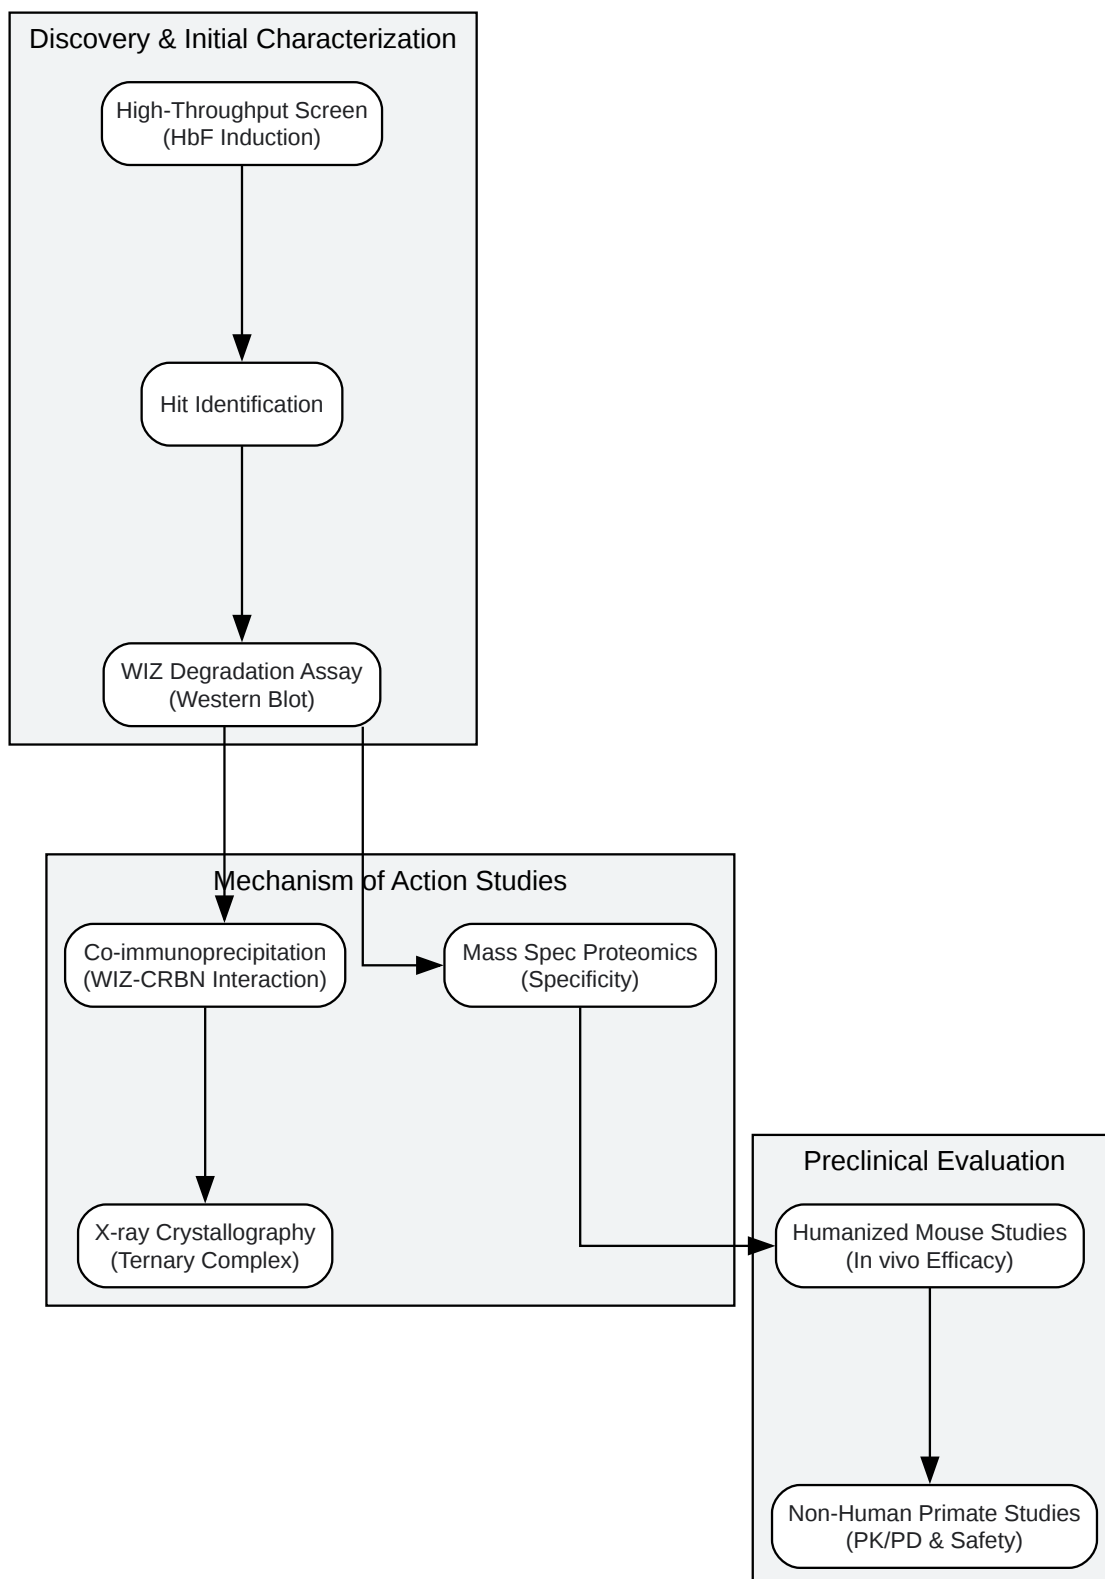 Discovery & Initial Characterization
High-Throughput Screen
(HbF Induction)
Hit Identification
WIZ Degradation Assay
(Western Blot)
Mechanism of Action Studies
Co-immunoprecipitation
(WIZ-CRBN Interaction)
Mass Spec Proteomics
(Specificity)
Preclinical Evaluation
X-ray Crystallography
(Ternary Complex)
Humanized Mouse Studies
(In vivo Efficacy)
Non-Human Primate Studies
(PK/PD & Safety)